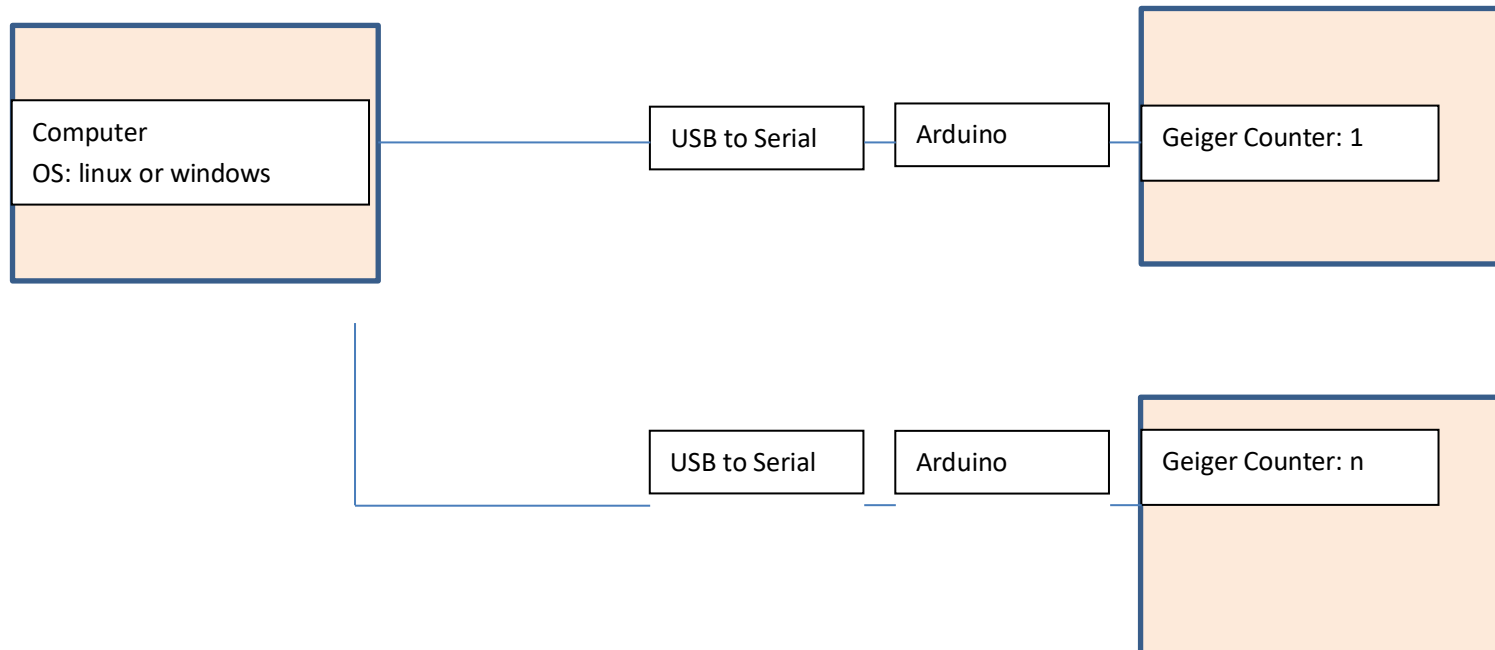 Computer
OS: linux or windows
USB to Serial
Arduino
Geiger Counter: 1
USB to Serial
Arduino
Geiger Counter: n